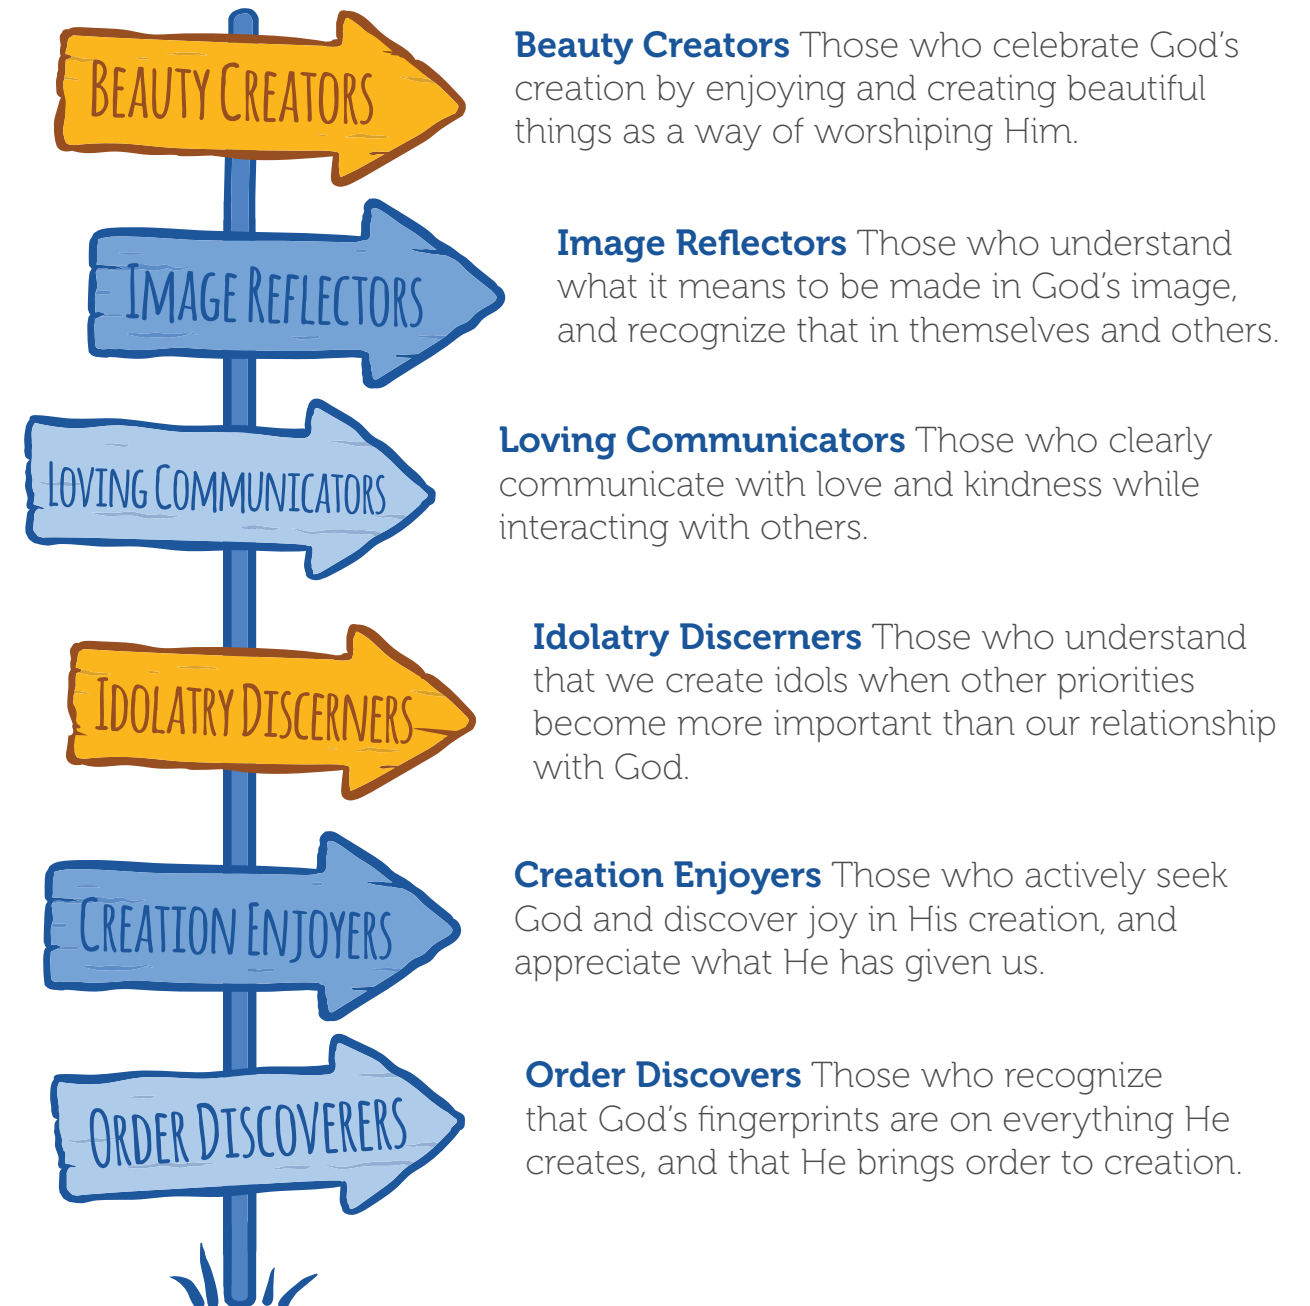 BEAUTY CREATORS
Beauty Creators Those who celebrate God's
creation by enjoying and creating beautiful
things as a way of worshiping Him.
IMAGE REFLECTORS
Image Reflectors Those who understand
what it means to be made in God's image,
and recognize that in themselves and others.
LOVING COMMUNICATORS
Loving Communicators Those who clearly
communicate with love and kindness while
interacting with others.
IDOLATRY DISCERNERS
Idolatry Discerners Those who understand
that we create idols when other priorities
become more important than our relationship
with God.
CREATION ENJOYERS
Creation Enjoyers Those who actively seek
God and discover joy in His creation, and
appreciate what He has given us.
ORDER DISCOVERERS
Order Discovers Those who recognize
that God's fingerprints are on everything He
creates, and that He brings order to creation.